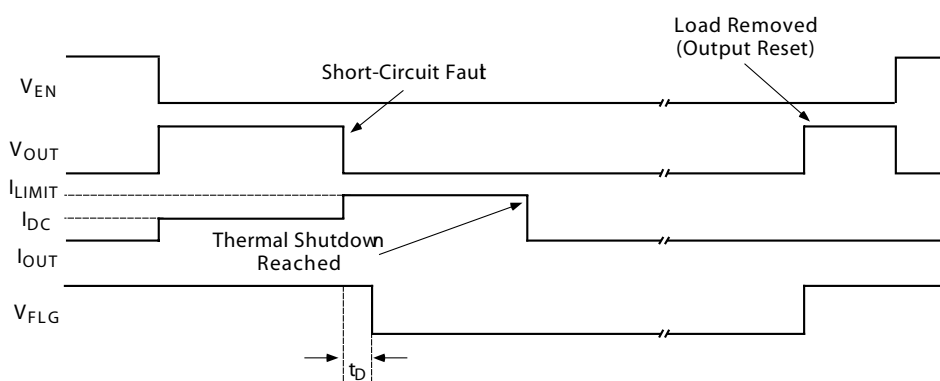 Load Removed
(Output Reset)
Short-Circuit Faut
VEN
VOUT
ILIMIT
IDC
Thermal Shutdown
Reached
IOUT
VFLG
tD